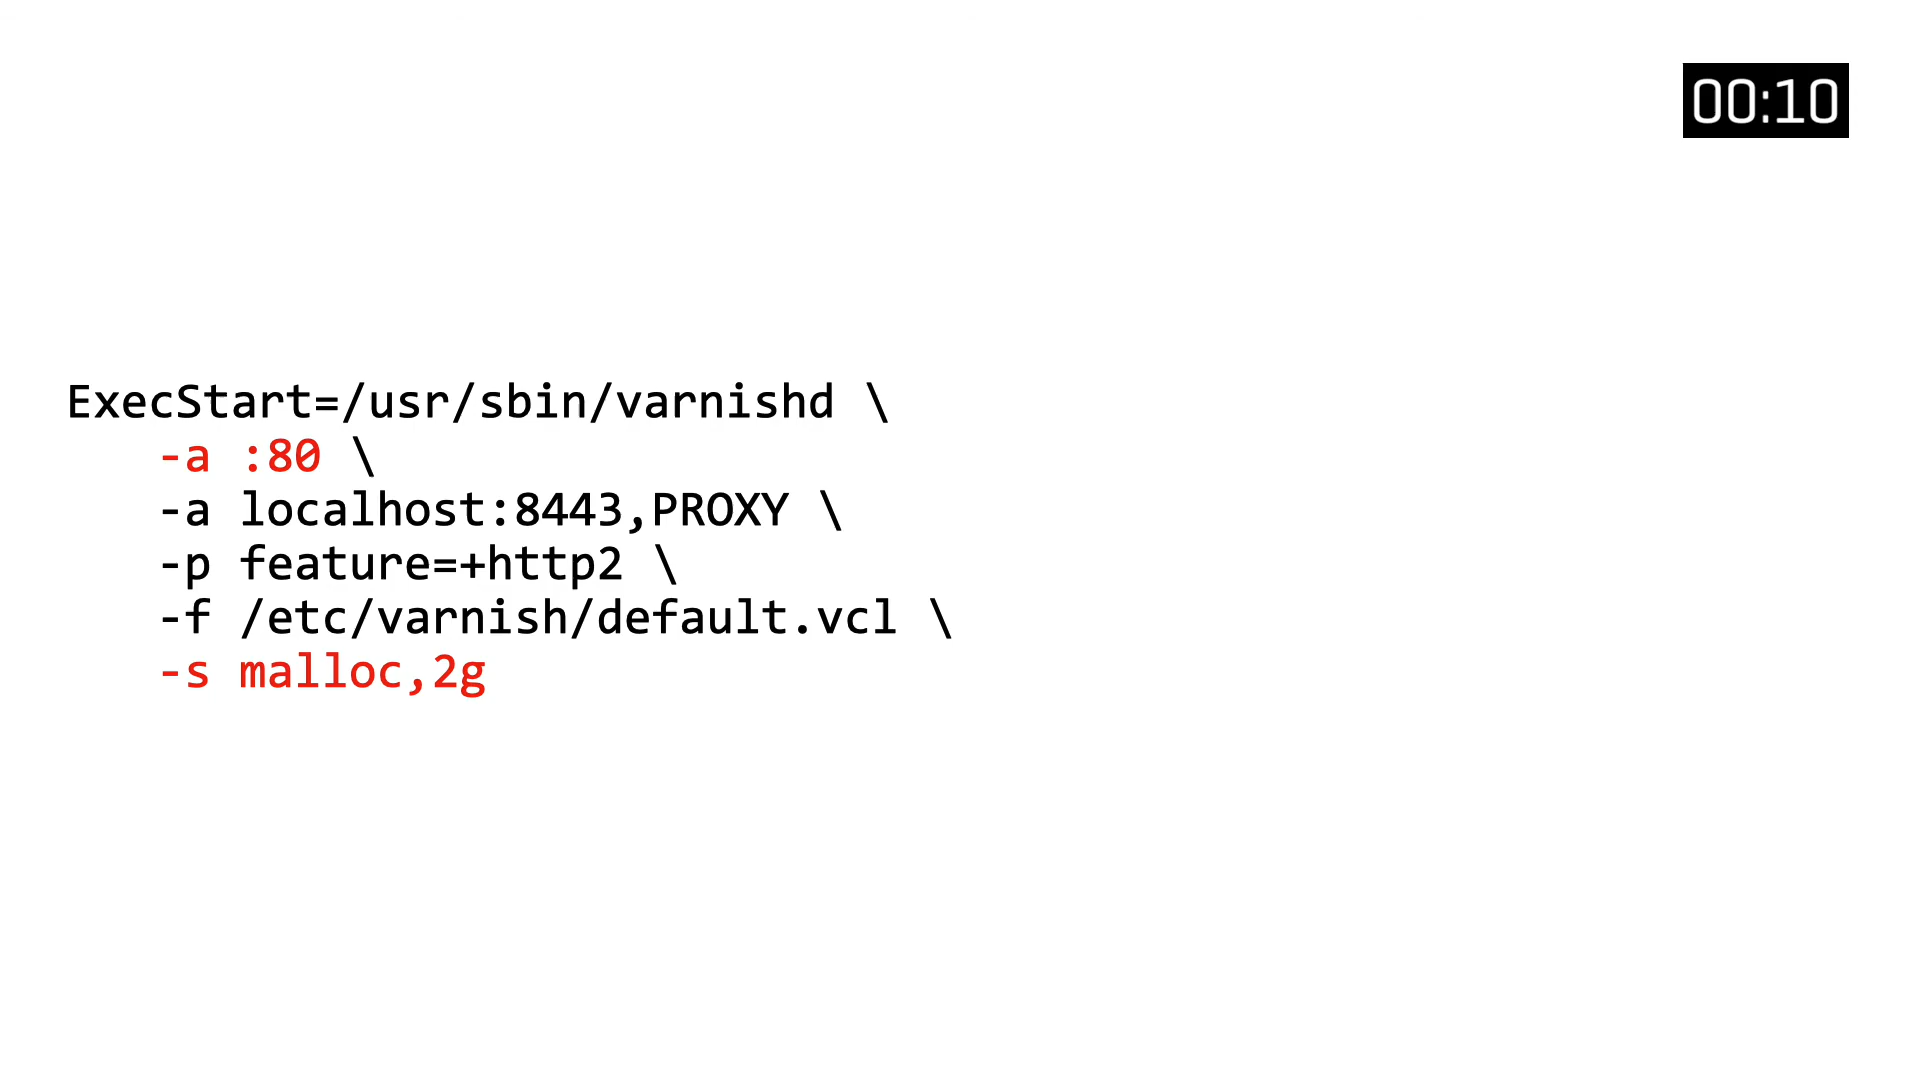 00:10
ExecStart=/usr/sbin/varnishd \
-a :80 \
-a localhost:8443,PROXY \
-p feature=+http2 \
-f /etc/varnish/default.vcl \
-s malloc,2g